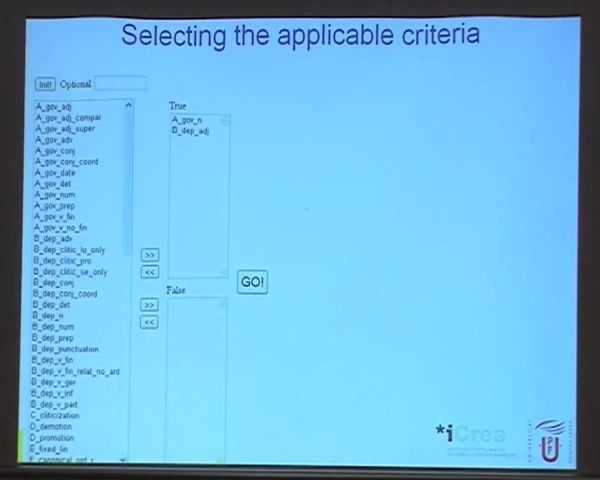 Selecting the applicable criteria
Init! Optional:
A_gov_adj
A_gov_adj_compar
A_gov_adj_super
A_gov_adv
A_gov_conj
A_gov_conj_coord
A_gov_date
A_gov_det
A_gov_num
A_gov_prep
A_gov_v_fin
A_gov_v_no_fin
B_dep_adv
B_dep_clitic_lo_only
B_dep_clitic_pro
B_dep_clitic_se_only
B_dep_conj
B_dep_conj_coord
B_dep_det
B_dep_n
B_dep_num
B_dep_prep
B_dep_punctuation
B_dep_v_fin
B_dep_v_fin_relat_no_ant
B_dep_v_ger
B_dep_v_inf
B_dep_v_part
C_cliticization
D_demotion
D_promotion
E_fixed_lin
True
A_gov_n
B_dep_adj
>>
<<
GO!
False
>>
<<
*iCrea
UPF